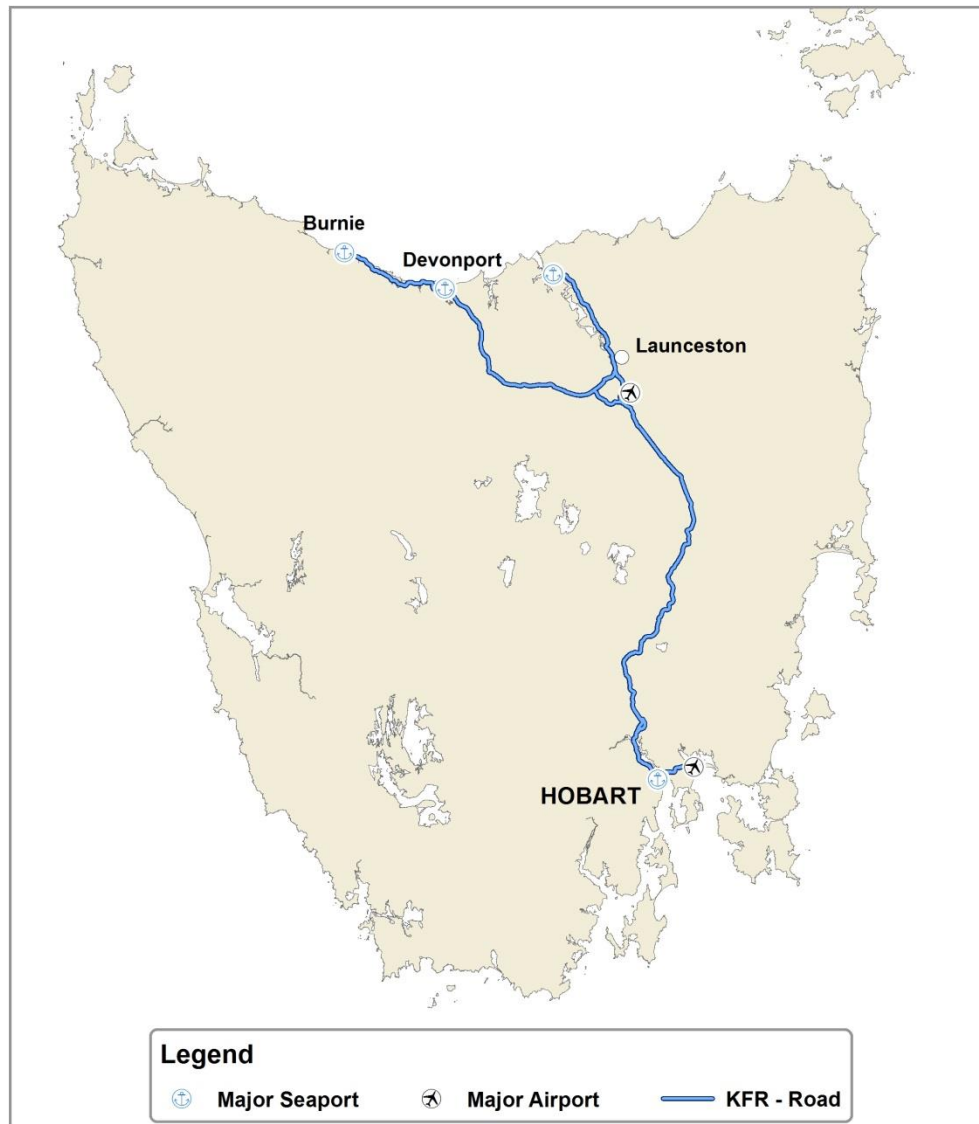 Burnie
Devonport
Launceston
HOBART
Legend
Major Seaport Major Airport KFR - Road